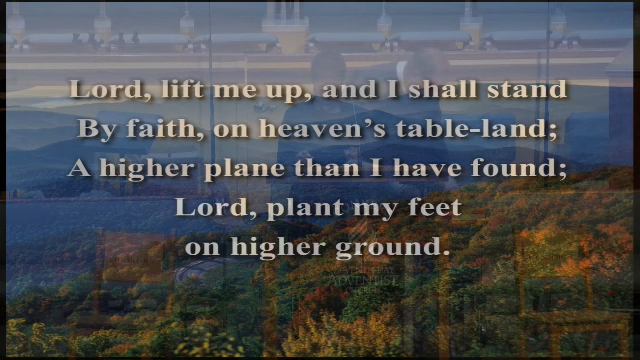 Lord, lift me up, and I shall stand
By faith, on heaven's table-land;
A higher plane than I have found;
Lord, plant my feet
on higher ground.
ADVENTIST